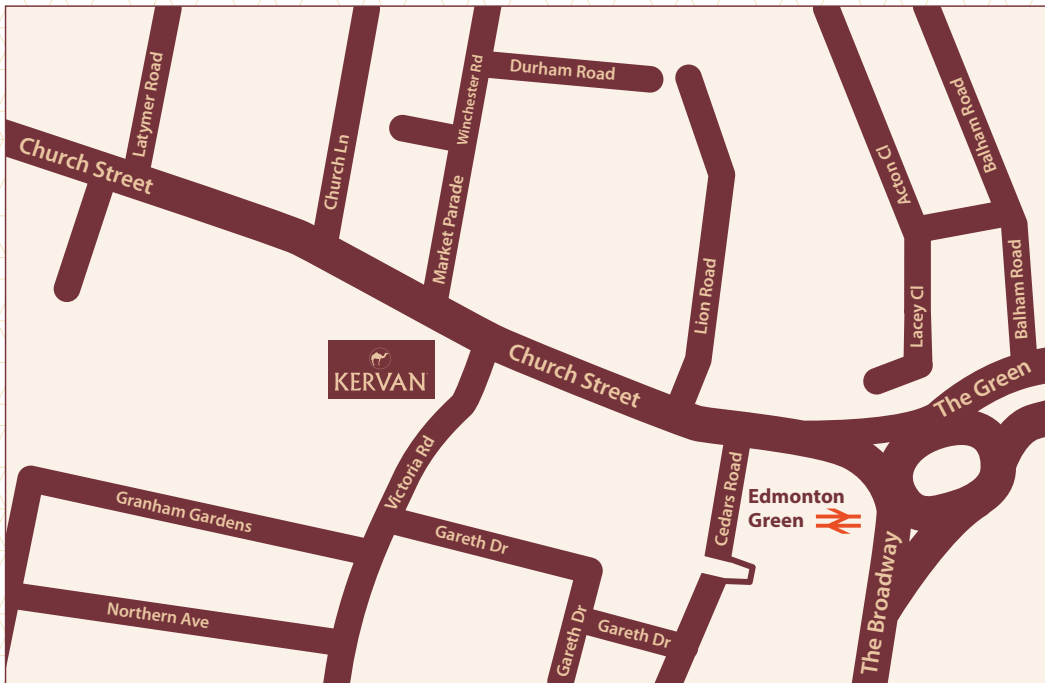 Latymer Road
Church Street
Church Ln
Winchester Rd
Market Parade
Durham Road
Lion Road
Acton Cl
Balham Road
Lacey Cl
Balham Road
The Green
KERVAN
Church Street
Victoria Rd
Granham Gardens
Northern Ave
Gareth Dr
Gareth Dr
Gareth Dr
Cedars Road
Edmonton
Green
The Broadway